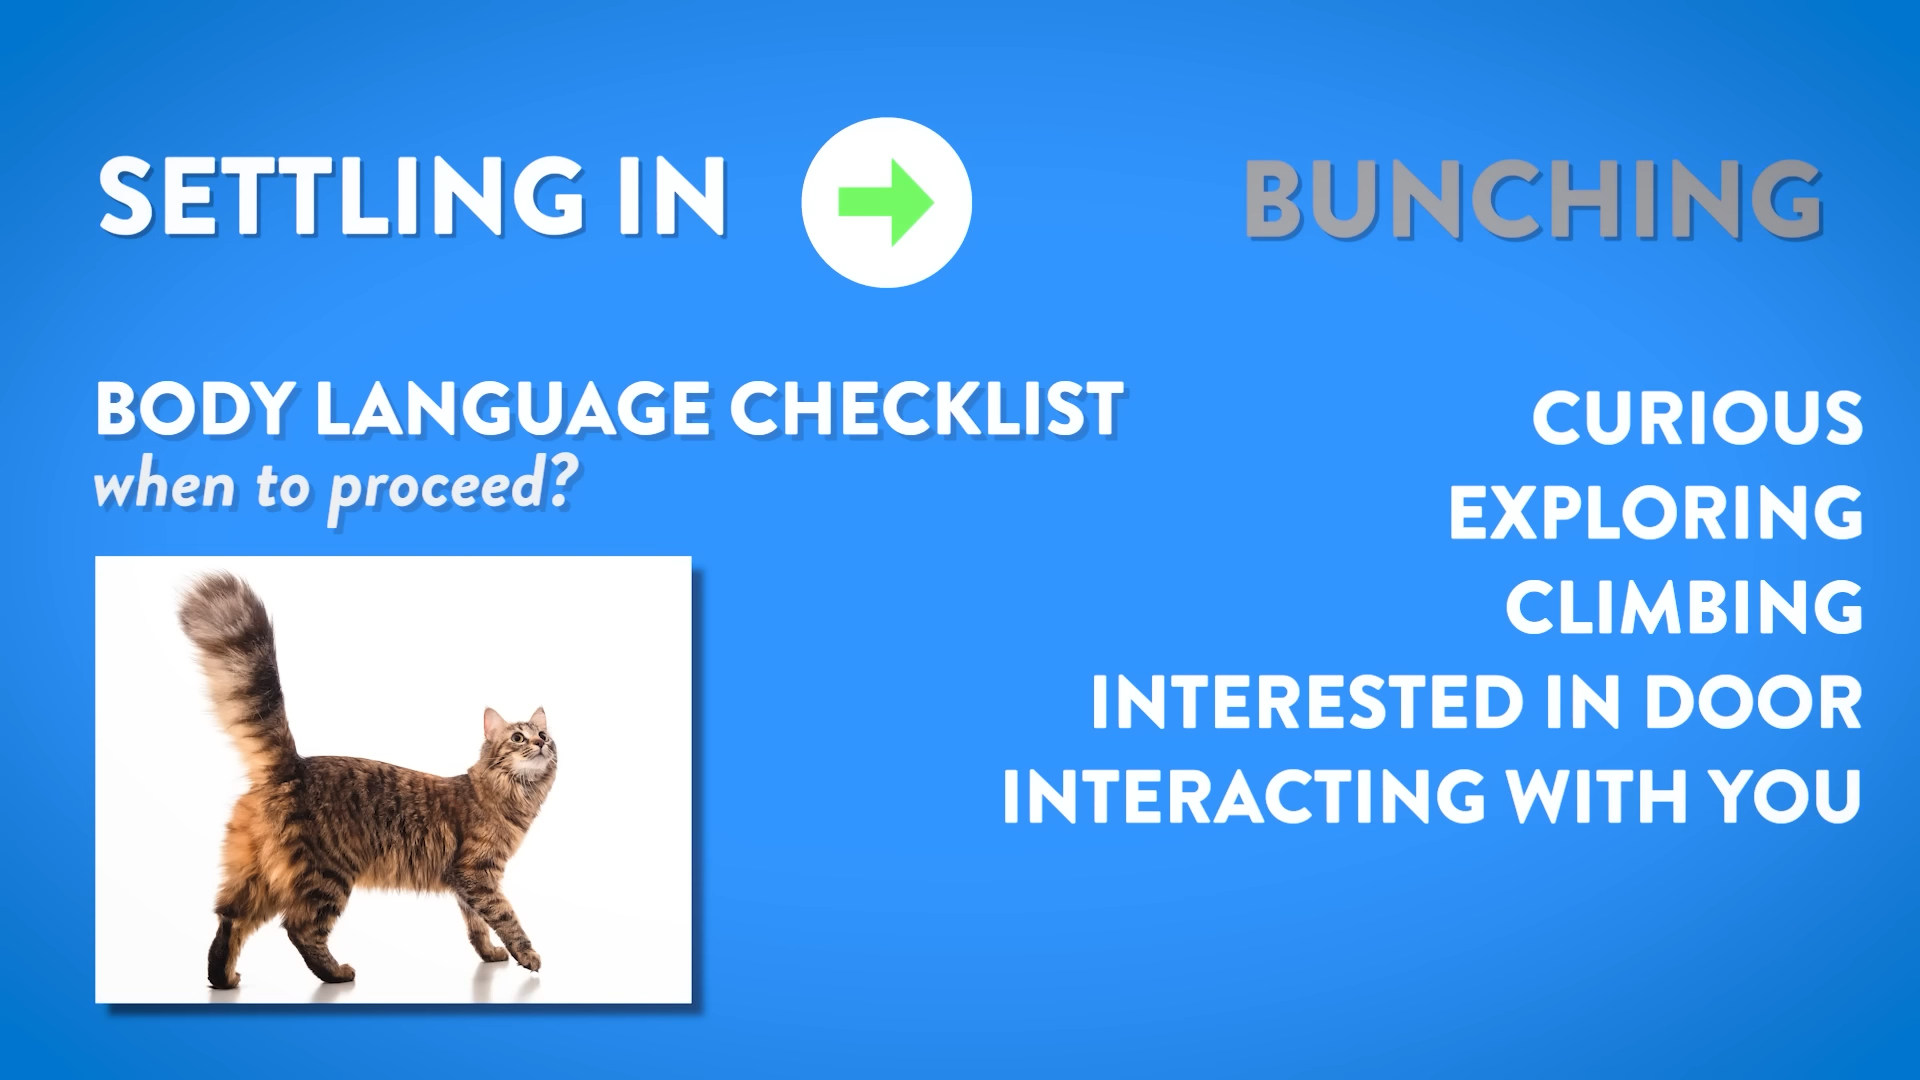 SETTLING IN
BUNCHING
BODY LANGUAGE CHECKLIST
when to proceed?
CURIOUS
EXPLORING
CLIMBING
INTERESTED IN DOOR
INTERACTING WITH YOU